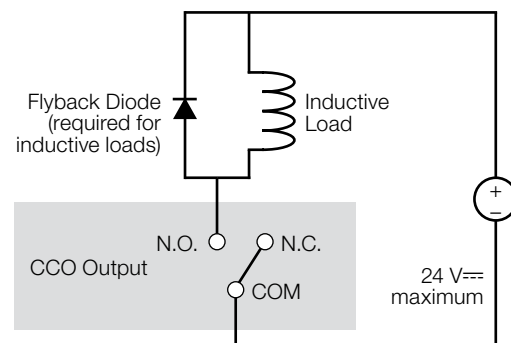 Flyback Diode
(required for
inductive loads)
Inductive
Load
+
–
N.O.
N.C.
CCO Output
COM
24 V⎓
maximum